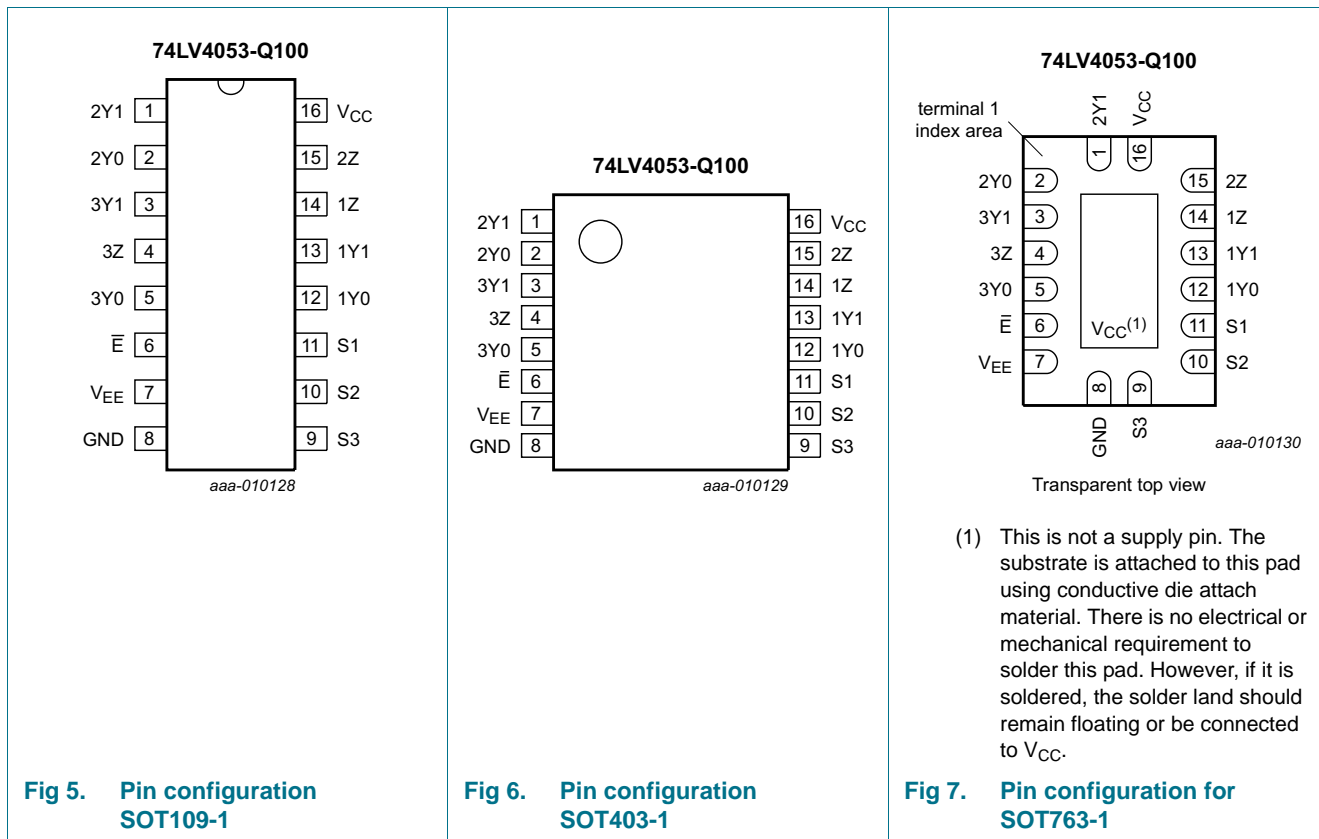 74LV4053-Q100
2Y1 1
16 VCC
2Y0 2
15 2Z
3Y1 3
14 1Z
3Z 4
13 1Y1
3Y0 5
12 1Y0
E̅ 6
11 S1
VEE 7
10 S2
GND 8
9 S3
aaa-010128
Fig 5. Pin configuration
SOT109-1
74LV4053-Q100
2Y1 1
16 VCC
2Y0 2
15 2Z
3Y1 3
14 1Z
3Z 4
13 1Y1
3Y0 5
12 1Y0
E̅ 6
11 S1
VEE 7
10 S2
GND 8
9 S3
aaa-010129
Fig 6. Pin configuration
SOT403-1
74LV4053-Q100
terminal 1
index area
2Y1
VCC
1
16
2Y0 2
15 2Z
3Y1 3
14 1Z
3Z 4
13 1Y1
3Y0 5
12 1Y0
E̅ 6
VCC(1)
11 S1
VEE 7
10 S2
8
9
GND
S3
aaa-010130
Transparent top view
(1) This is not a supply pin. The
substrate is attached to this pad
using conductive die attach
material. There is no electrical or
mechanical requirement to
solder this pad. However, if it is
soldered, the solder land should
remain floating or be connected
to VCC.
Fig 7. Pin configuration for
SOT763-1